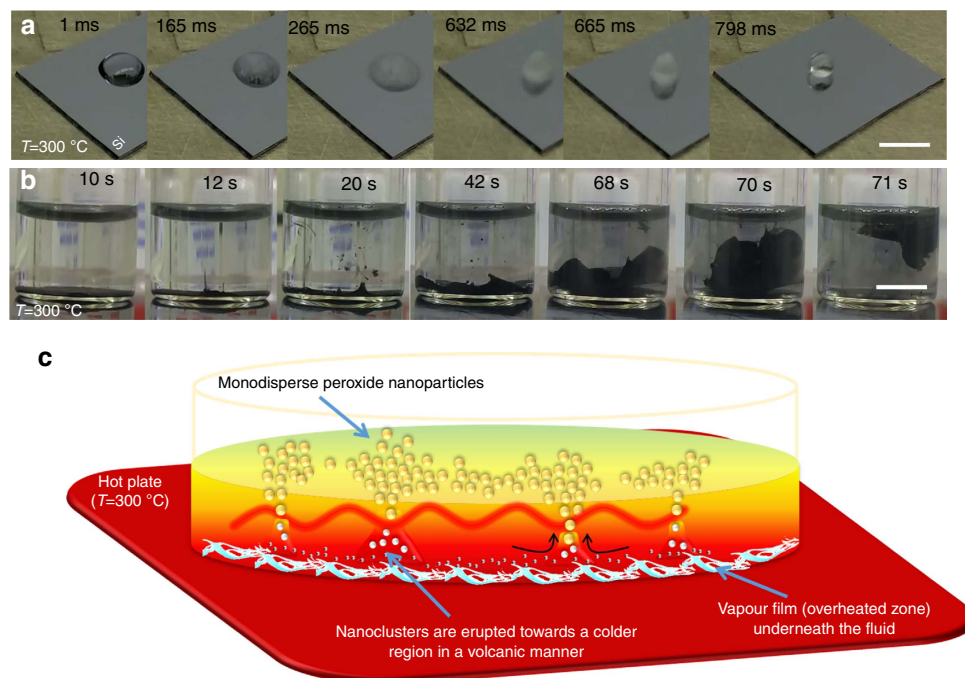 a
1 ms
165 ms
265 ms
632 ms
665 ms
798 ms
Si
T=300 °C
b
10 s
12 s
20 s
42 s
68 s
70 s
71 s
T=300 °C
c
Monodisperse peroxide nanoparticles
Hot plate
(T=300 °C)
Nanoclusters are erupted towards a colder
region in a volcanic manner
Vapour film (overheated zone)
underneath the fluid